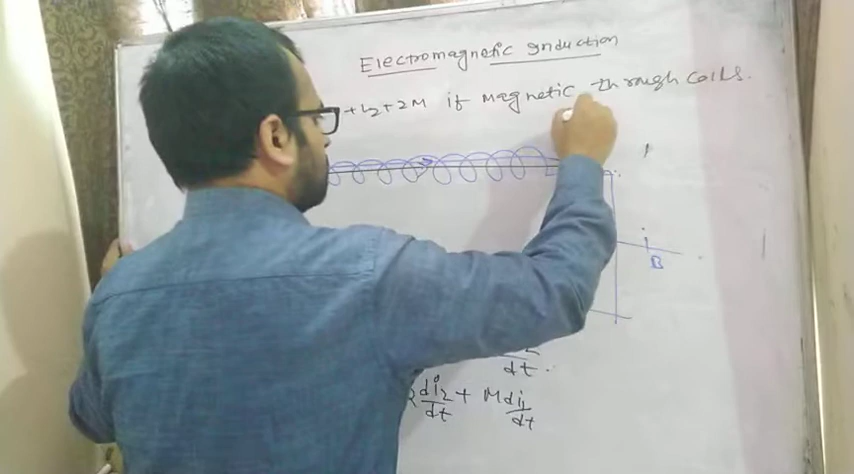 Electromagnetic Induction
+L2+2M if magnetic through coils.
i
B
dt.
di2/dt + M di1/dt